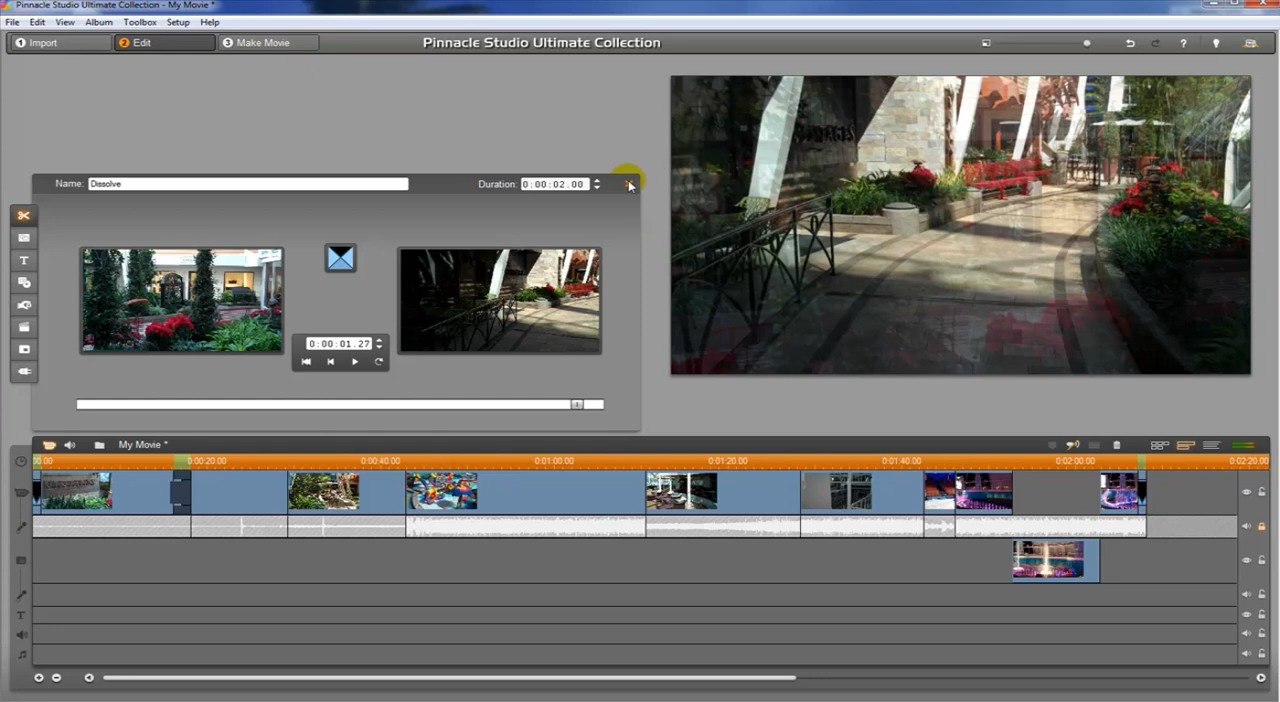 Pinnacle Studio Ultimate Collection - My Movie *
File Edit View Album Toolbox Setup Help
1 Import 2 Edit 3 Make Movie Pinnacle Studio Ultimate Collection ?
Name: Dissolve Duration: 0:00:02.00
T
0:00:01.27
My Movie *
00.00 0:00:20.00 0:00:40.00 0:01:00.00 0:01:20.00 0:01:40.00 0:02:00.00 0:02:20.00
T